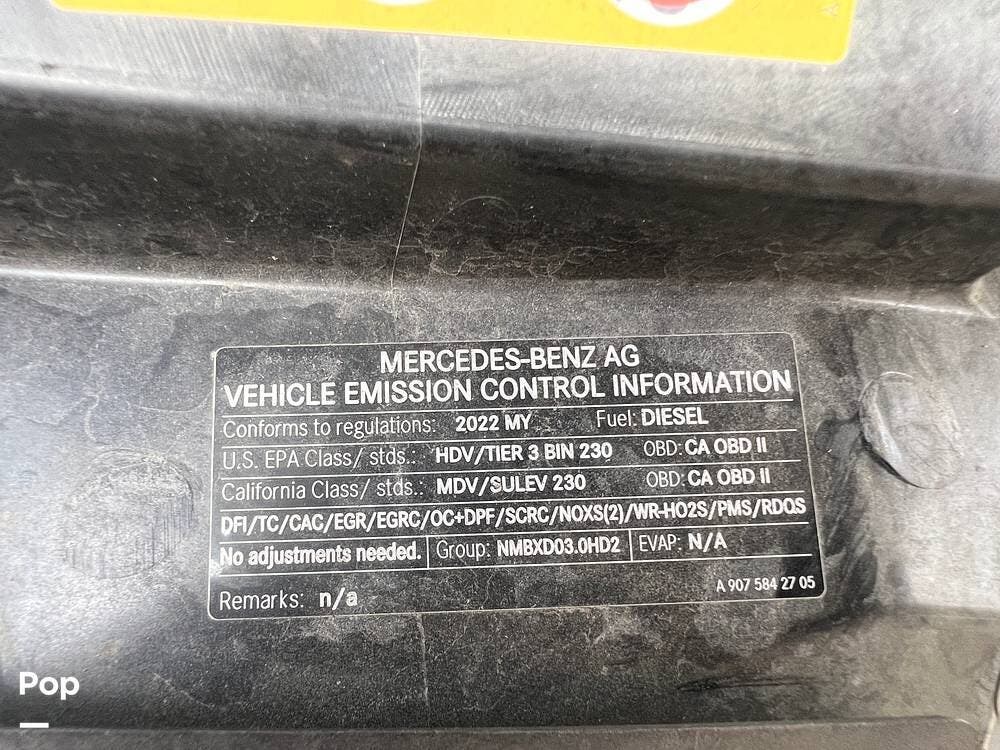 MERCEDES-BENZ AG
VEHICLE EMISSION CONTROL INFORMATION
Conforms to regulations: 2022 MY Fuel: DIESEL
U.S. EPA Class/ stds.: HDV/TIER 3 BIN 230 OBD: CA OBD II
California Class/ stds.: MDV/SULEV 230 OBD: CA OBD II
DFI/TC/CAC/EGR/EGRC/OC+DPF/SCRC/NOXS(2)/WR-HO2S/PMS/RDQS
No adjustments needed. Group: NMBXD03.0HD2 EVAP: N/A
A 907 584 27 05
Remarks: n/a
Pop